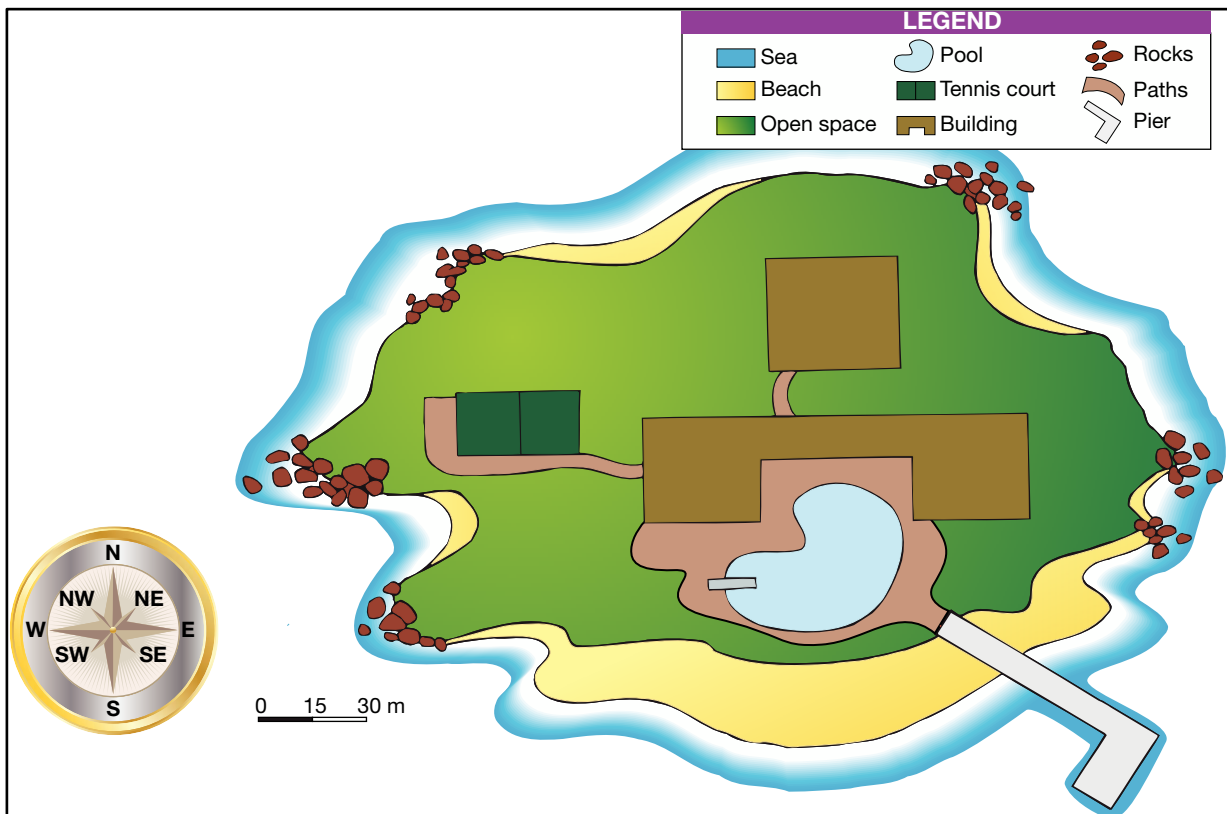 LEGEND
Sea
Pool
Rocks
Beach
Tennis court
Paths
Open space
Building
Pier
N
NW NE
W E
SW SE
S
0 15 30 m